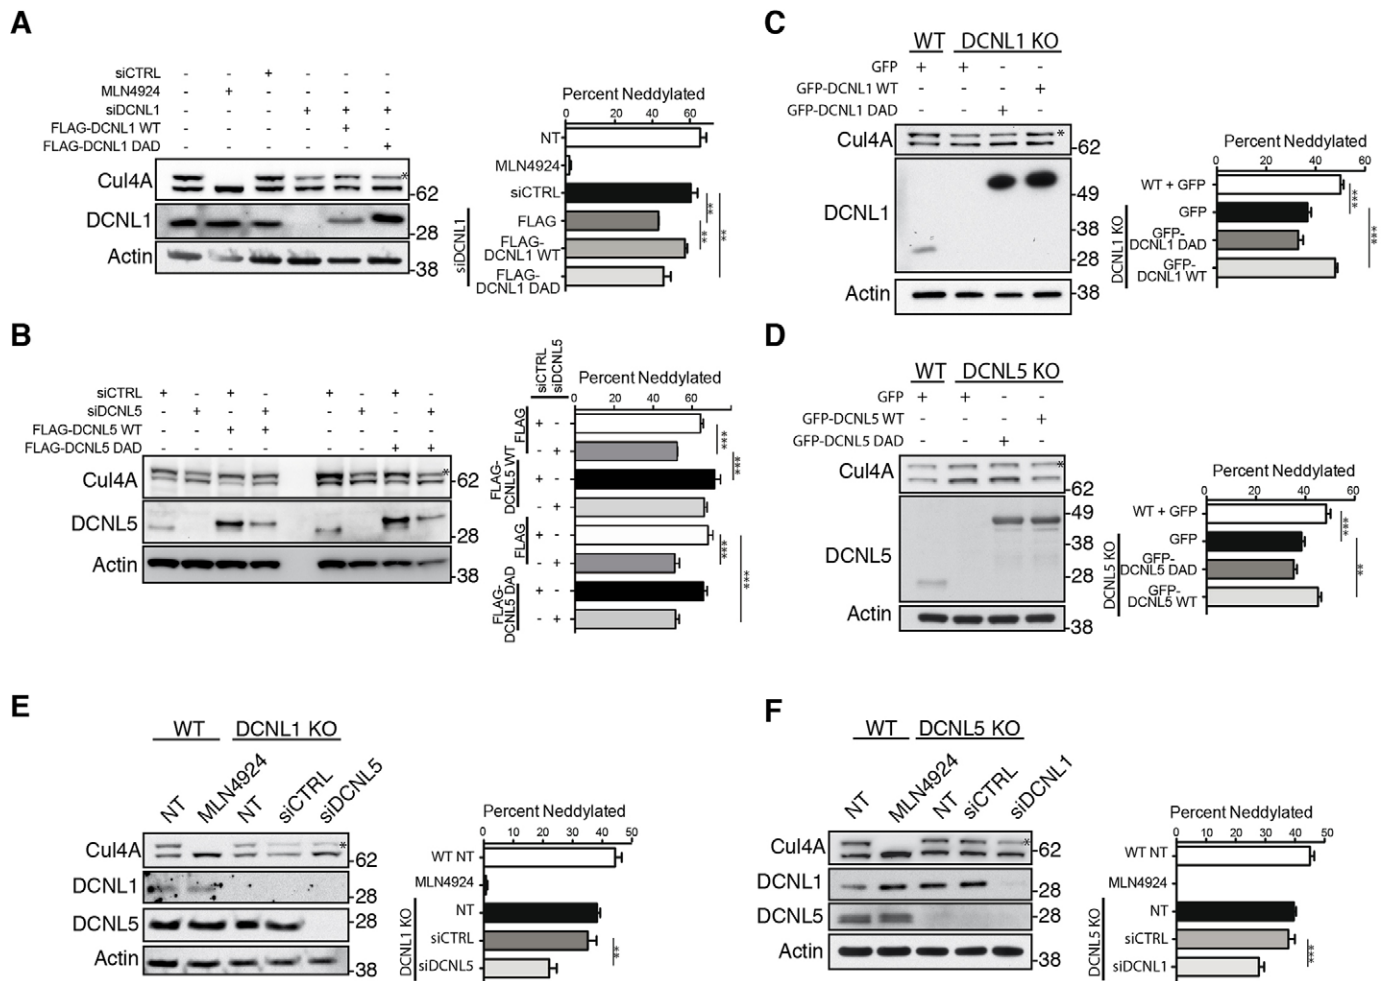 A
siCTRL - - + - - -
MLN4924 - + - - - -
siDCNL1 - - - + + +
FLAG-DCNL1 WT - - - - + -
FLAG-DCNL1 DAD - - - - - +
Cul4A * -62
DCNL1 -28
Actin -38
Percent Neddylated
0 20 40 60
NT
MLN4924
siCTRL
siDCNL1
FLAG
FLAG-
DCNL1 WT
FLAG-
DCNL1 DAD
** ** **
B
siCTRL + - + - + - + -
siDCNL5 - + - + - + - +
FLAG-DCNL5 WT - - + + - - - -
FLAG-DCNL5 DAD - - - - - - + +
Cul4A * -62
DCNL5 -28
Actin -38
siCTRL
siDCNL5
Percent Neddylated
0 20 40 60
FLAG
+ -
- +
FLAG-
DCNL5 WT
+ -
- +
FLAG
+ -
- +
FLAG-
DCNL5 DAD
+ -
- +
*** *** *** ***
C
WT DCNL1 KO
GFP + + - -
GFP-DCNL1 WT - - - +
GFP-DCNL1 DAD - - + -
Cul4A * -62
DCNL1 -49
-38
-28
Actin -38
Percent Neddylated
0 20 40 60
WT + GFP
DCNL1 KO
GFP
GFP-
DCNL1 DAD
GFP-
DCNL1 WT
*** ***
D
WT DCNL5 KO
GFP + + - -
GFP-DCNL5 WT - - - +
GFP-DCNL5 DAD - - + -
Cul4A * -62
DCNL5 -49
-38
-28
Actin -38
Percent Neddylated
0 20 40 60
WT + GFP
DCNL5 KO
GFP
GFP-
DCNL5 DAD
GFP-
DCNL5 WT
*** **
E
WT DCNL1 KO
NT MLN4924 NT siCTRL siDCNL5
Cul4A * -62
DCNL1 -28
DCNL5 -28
Actin -38
Percent Neddylated
0 10 20 30 40 50
WT NT
MLN4924
DCNL1 KO
NT
siCTRL
siDCNL5
**
F
WT DCNL5 KO
NT MLN4924 NT siCTRL siDCNL1
Cul4A * -62
DCNL1 -28
DCNL5 -28
Actin -38
Percent Neddylated
0 10 20 30 40 50
WT NT
MLN4924
DCNL5 KO
NT
siCTRL
siDCNL1
***